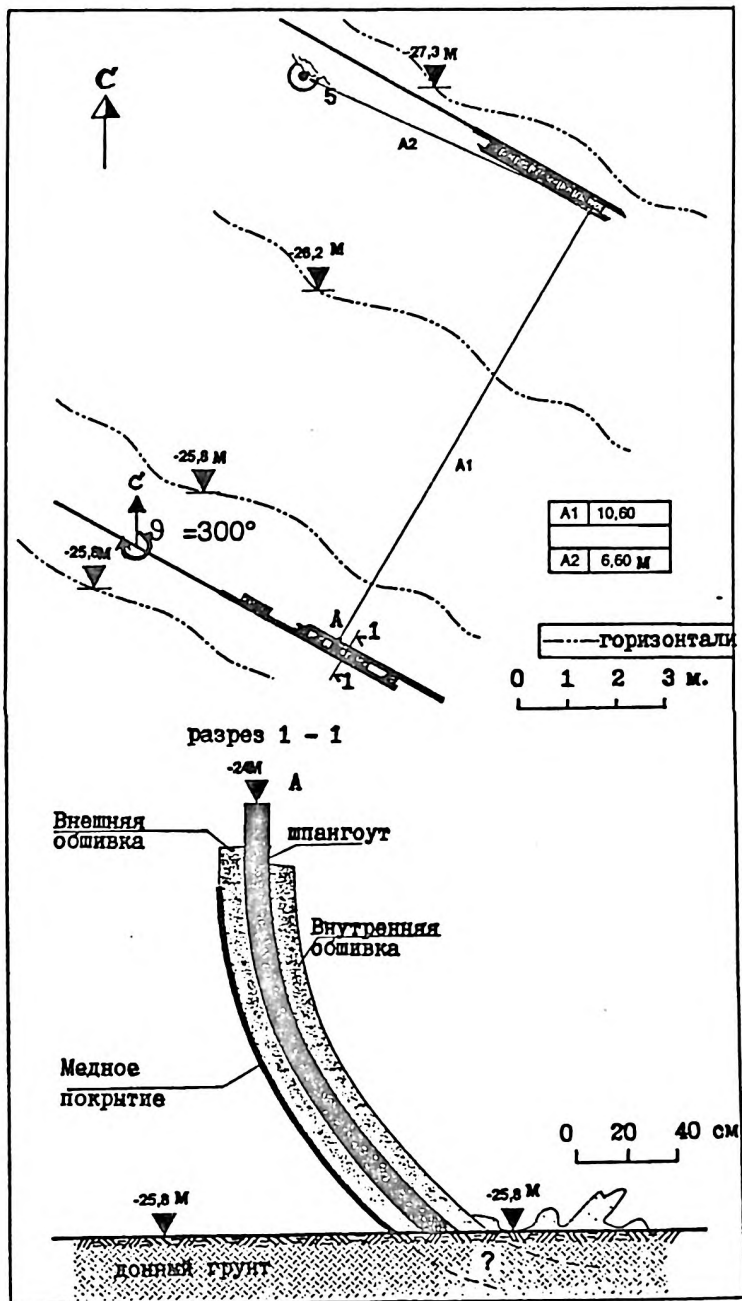 -27,3 М
С
5
А2
-26,2 М
А1
-25,8 М
С
=300°
-25,8М
А1 10,60
А2 6,60 М
А
1
1
горизонтали
0 1 2 3 м.
разрез 1 - 1
-24М
А
Внешняя
обшивка
шпангоут
Внутренняя
обшивка
Медное
покрытие
0 20 40 см
-25,8 М
-25,8 М
?
донный грунт